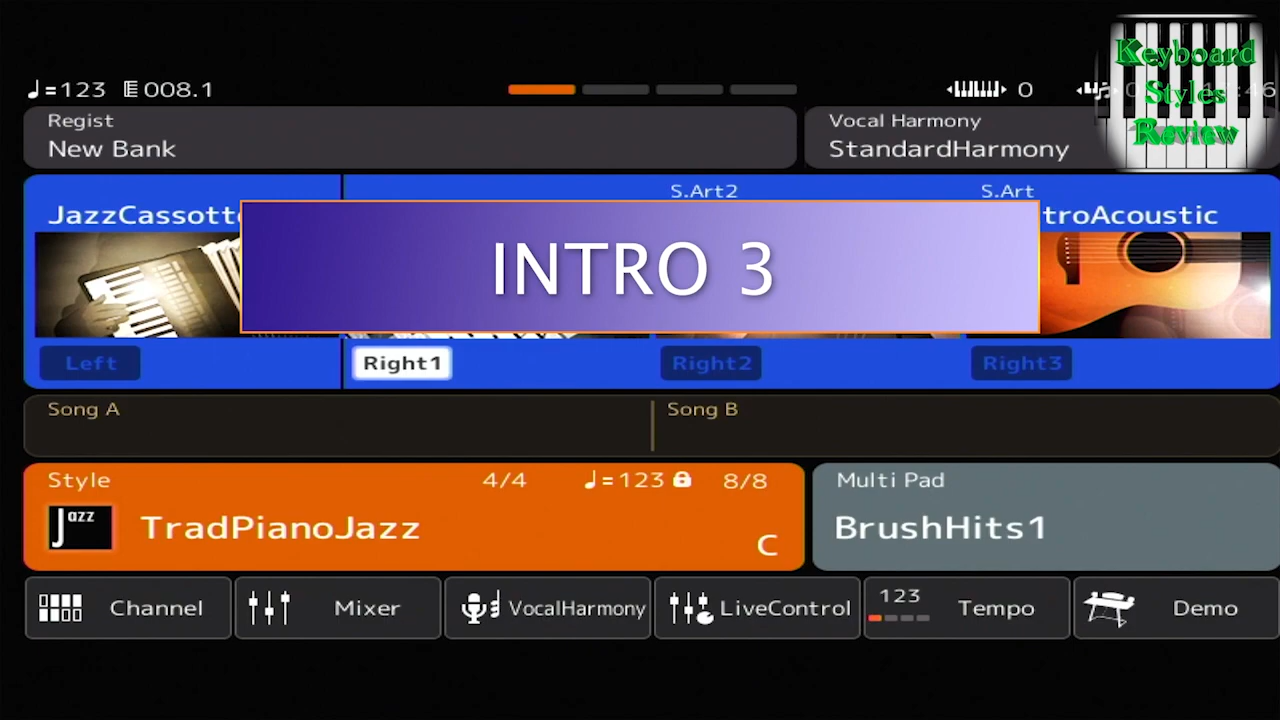 Keyboard
Styles
Review
♩=123 008.1
0
:46
Regist
New Bank
Vocal Harmony
StandardHarmony
S.Art2
S.Art
JazzCassott
troAcoustic
INTRO 3
Left
Right1
Right2
Right3
Song A
Song B
Style
4/4
♩=123
8/8
Jazz
TradPianoJazz
C
Multi Pad
BrushHits1
Channel
Mixer
VocalHarmony
LiveControl
123
Tempo
Demo